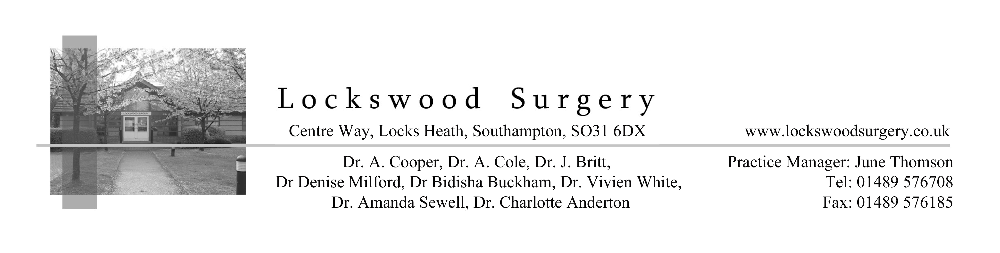 LOCKSWOOD SURGERY
Lockswood Surgery
Centre Way, Locks Heath, Southampton, SO31 6DX
www.lockswoodsurgery.co.uk
Dr. A. Cooper, Dr. A. Cole, Dr. J. Britt,
Dr Denise Milford, Dr Bidisha Buckham, Dr. Vivien White,
Dr. Amanda Sewell, Dr. Charlotte Anderton
Practice Manager: June Thomson
Tel: 01489 576708
Fax: 01489 576185